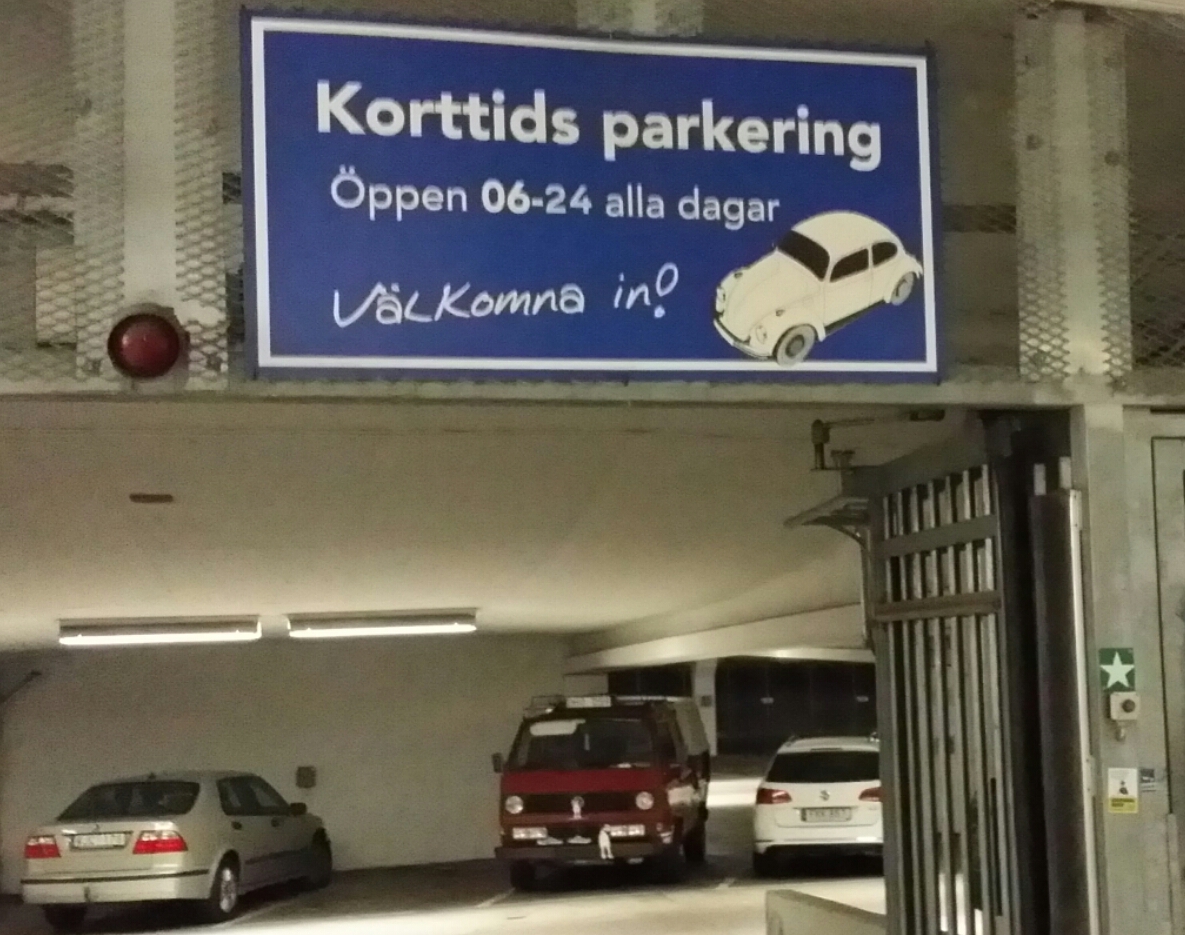 Korttids parkering
Öppen 06-24 alla dagar
Välkomna in!